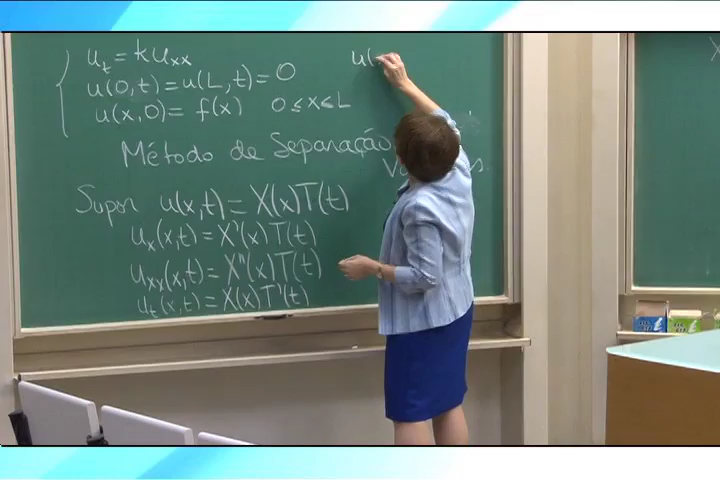 u_t = k u_xx
u(0,t) = u(L,t) = 0
u(x,0) = f(x)   0 ≤ x ≤ L
u(
Método de Separação
Supor u(x,t) = X(x)T(t)
u_x(x,t) = X'(x)T(t)
u_xx(x,t) = X"(x)T(t)
u_t(x,t) = X(x)T'(t)